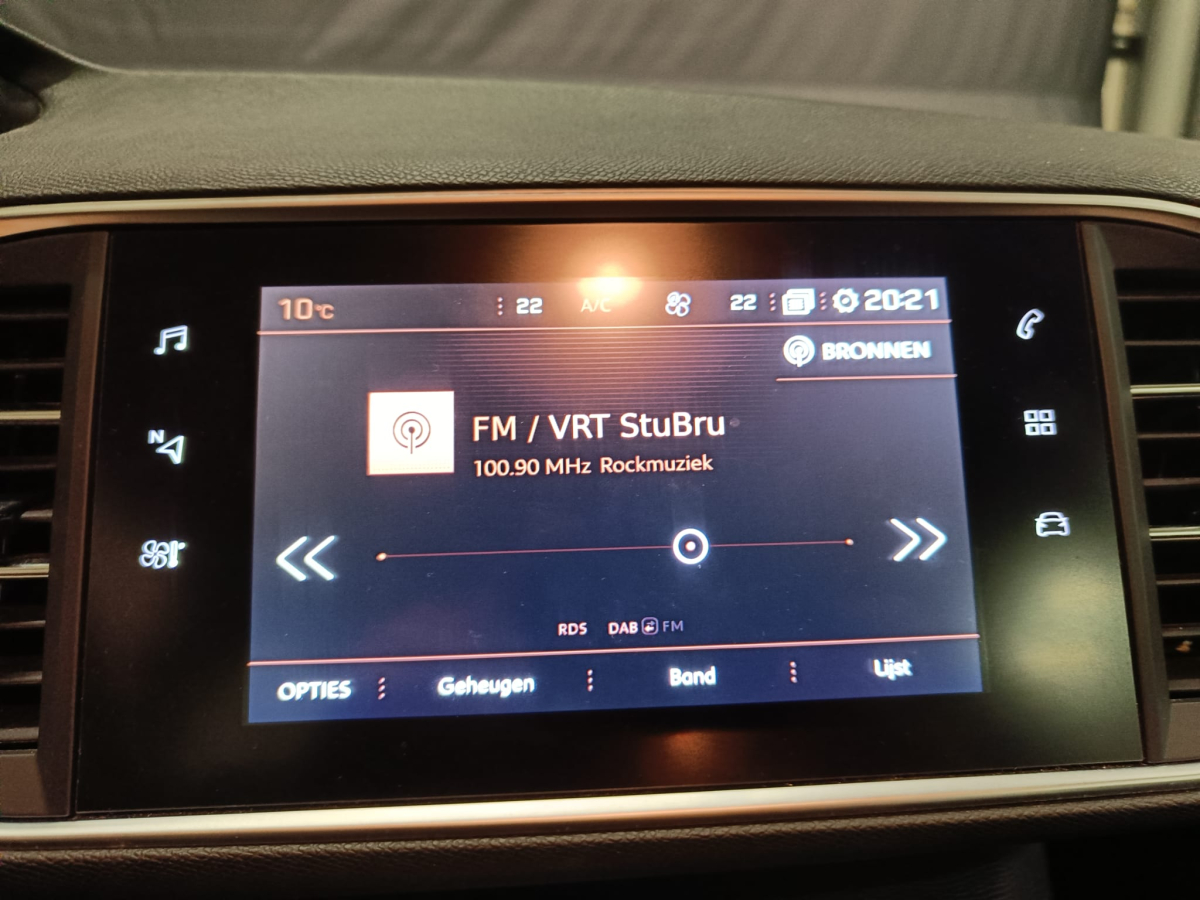 10°C 22 A/C 22 20:21
BRONNEN
FM / VRT StuBru
100.90 MHz Rockmuziek
N
RDS DAB FM
OPTIES Geheugen Band Lijst